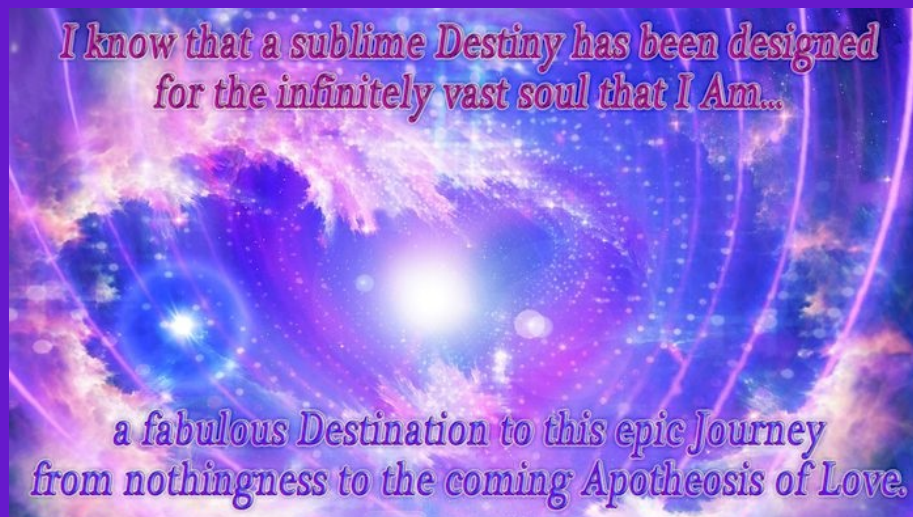 I know that a sublime Destiny has been designed
for the infinitely vast soul that I Am...
a fabulous Destination to this epic Journey
from nothingness to the coming Apotheosis of Love.